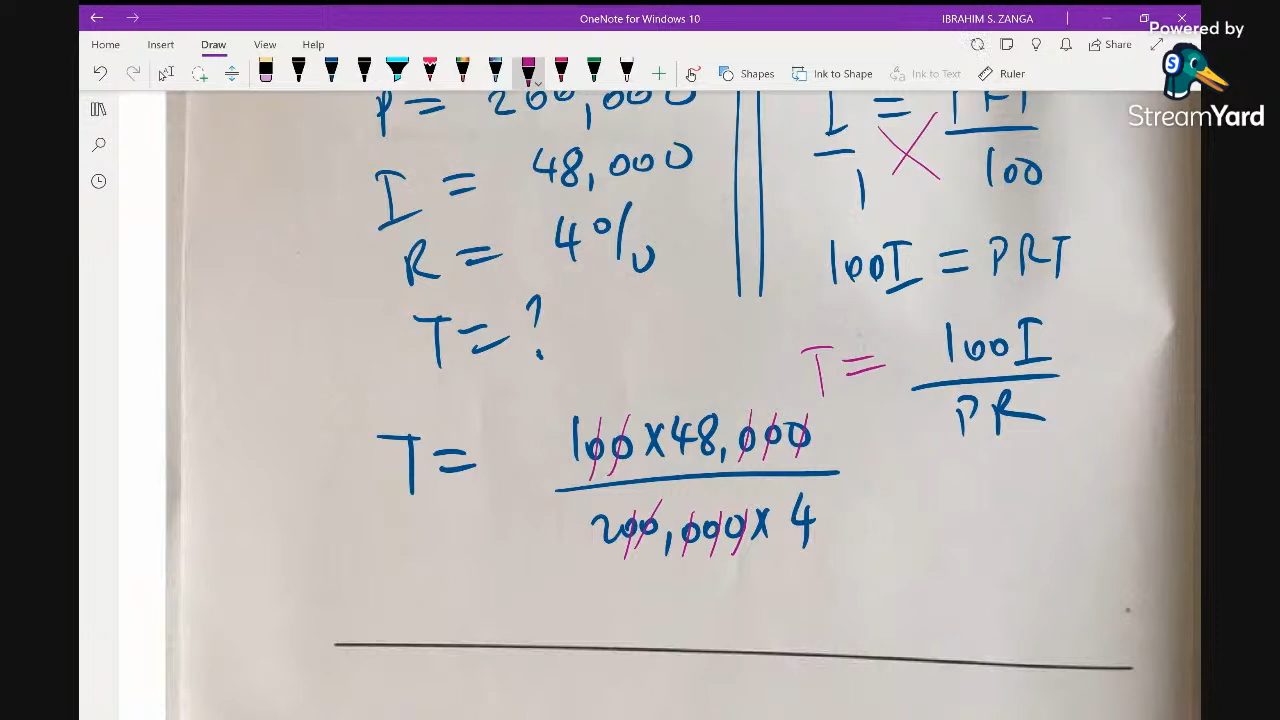 OneNote for Windows 10
IBRAHIM S. ZANGA
Powered by
StreamYard
Home Insert Draw View Help
Share
Shapes Ink to Shape Ink to Text Ruler
P = 200,000
I = 48,000
R = 4%
T = ?
I = PRT
1 100
100I = PRT
T = 100I
PR
T = 100 x 48,000
200,000 x 4